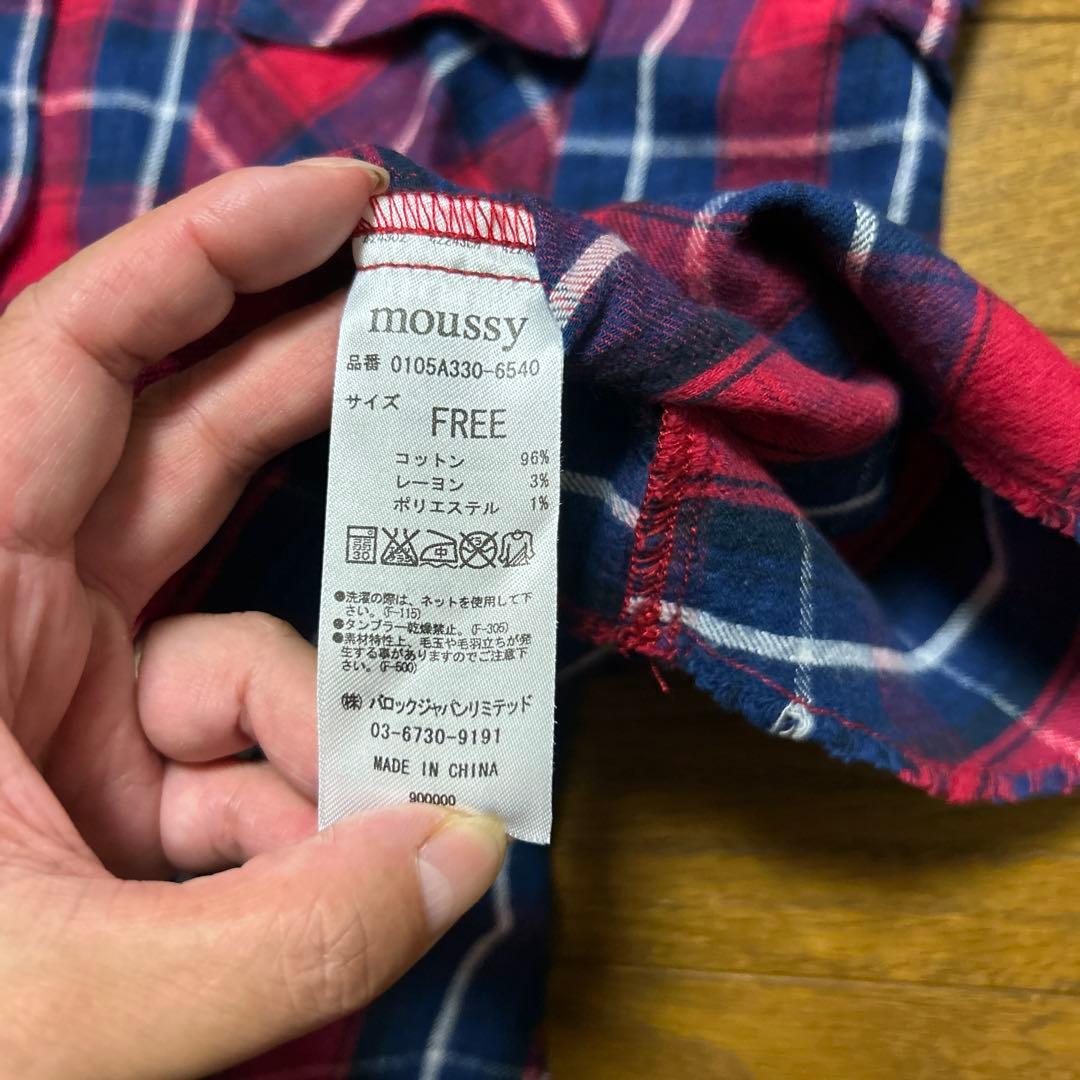 moussy
品番 0105A330-6540
サイズ
FREE
コットン 96%
レーヨン 3%
ポリエステル 1%
弱
30
中
●洗濯の際は、ネットを使用して下
さい。(F-115)
●タンブラー乾燥禁止。(F-305)
●素材特性上、毛玉や毛羽立ちが発
生する事がありますのでご注意下
さい。(F-600)
㈱ バロックジャパンリミテッド
03-6730-9191
MADE IN CHINA
900000